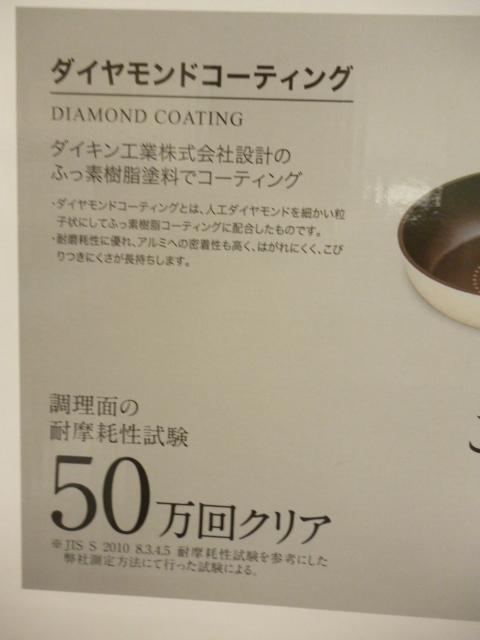 ダイヤモンドコーティング
DIAMOND COATING
ダイキン工業株式会社設計の
ふっ素樹脂塗料でコーティング
・ダイヤモンドコーティングとは、人工ダイヤモンドを細かい粒
子状にしてふっ素樹脂コーティングに配合したものです。
・耐磨耗性に優れ、アルミへの密着性も高く、はがれにくく、こび
りつきにくさが長持ちします。
調理面の
耐摩耗性試験
50万回クリア
※JIS S 2010 8.3.4.5 耐摩耗性試験を参考にした
弊社測定方法にて行った試験による。